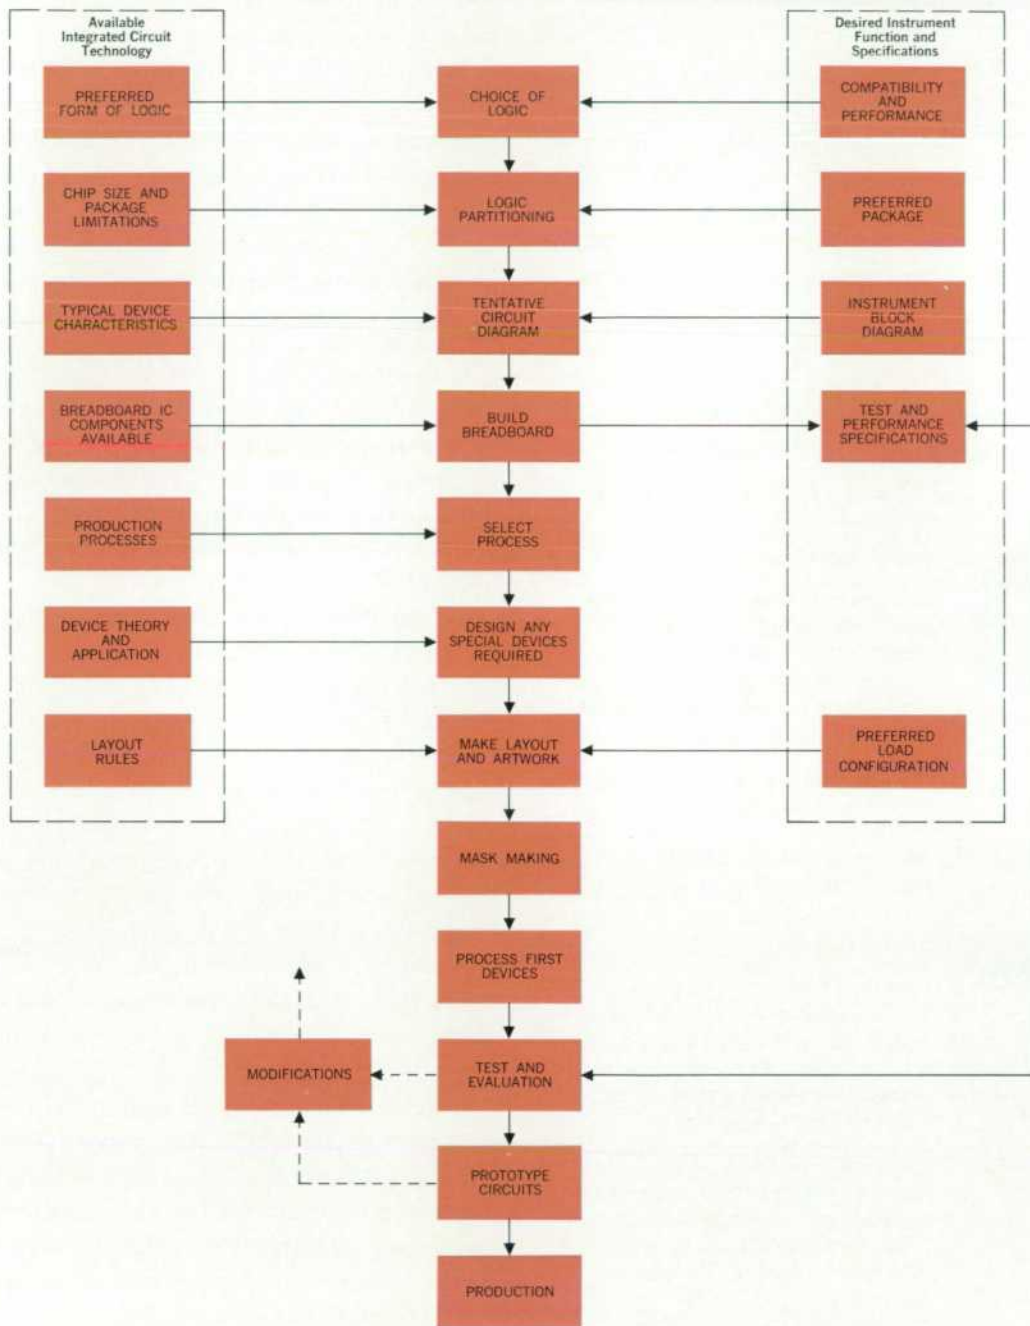 Available
Integrated Circuit
Technology
Desired Instrument
Function and
Specifications
PREFERRED
FORM OF LOGIC
CHOICE OF
LOGIC
COMPATIBILITY
AND
PERFORMANCE
CHIP SIZE AND
PACKAGE
LIMITATIONS
LOGIC
PARTITIONING
PREFERRED
PACKAGE
TYPICAL DEVICE
CHARACTERISTICS
TENTATIVE
CIRCUIT
DIAGRAM
INSTRUMENT
BLOCK
DIAGRAM
BREADBOARD IC
COMPONENTS
AVAILABLE
BUILD
BREADBOARD
TEST AND
PERFORMANCE
SPECIFICATIONS
PRODUCTION
PROCESSES
SELECT
PROCESS
DEVICE THEORY
AND
APPLICATION
DESIGN ANY
SPECIAL DEVICES
REQUIRED
LAYOUT
RULES
MAKE LAYOUT
AND ARTWORK
PREFERRED
LOAD
CONFIGURATION
MASK MAKING
PROCESS FIRST
DEVICES
MODIFICATIONS
TEST AND
EVALUATION
PROTOTYPE
CIRCUITS
PRODUCTION